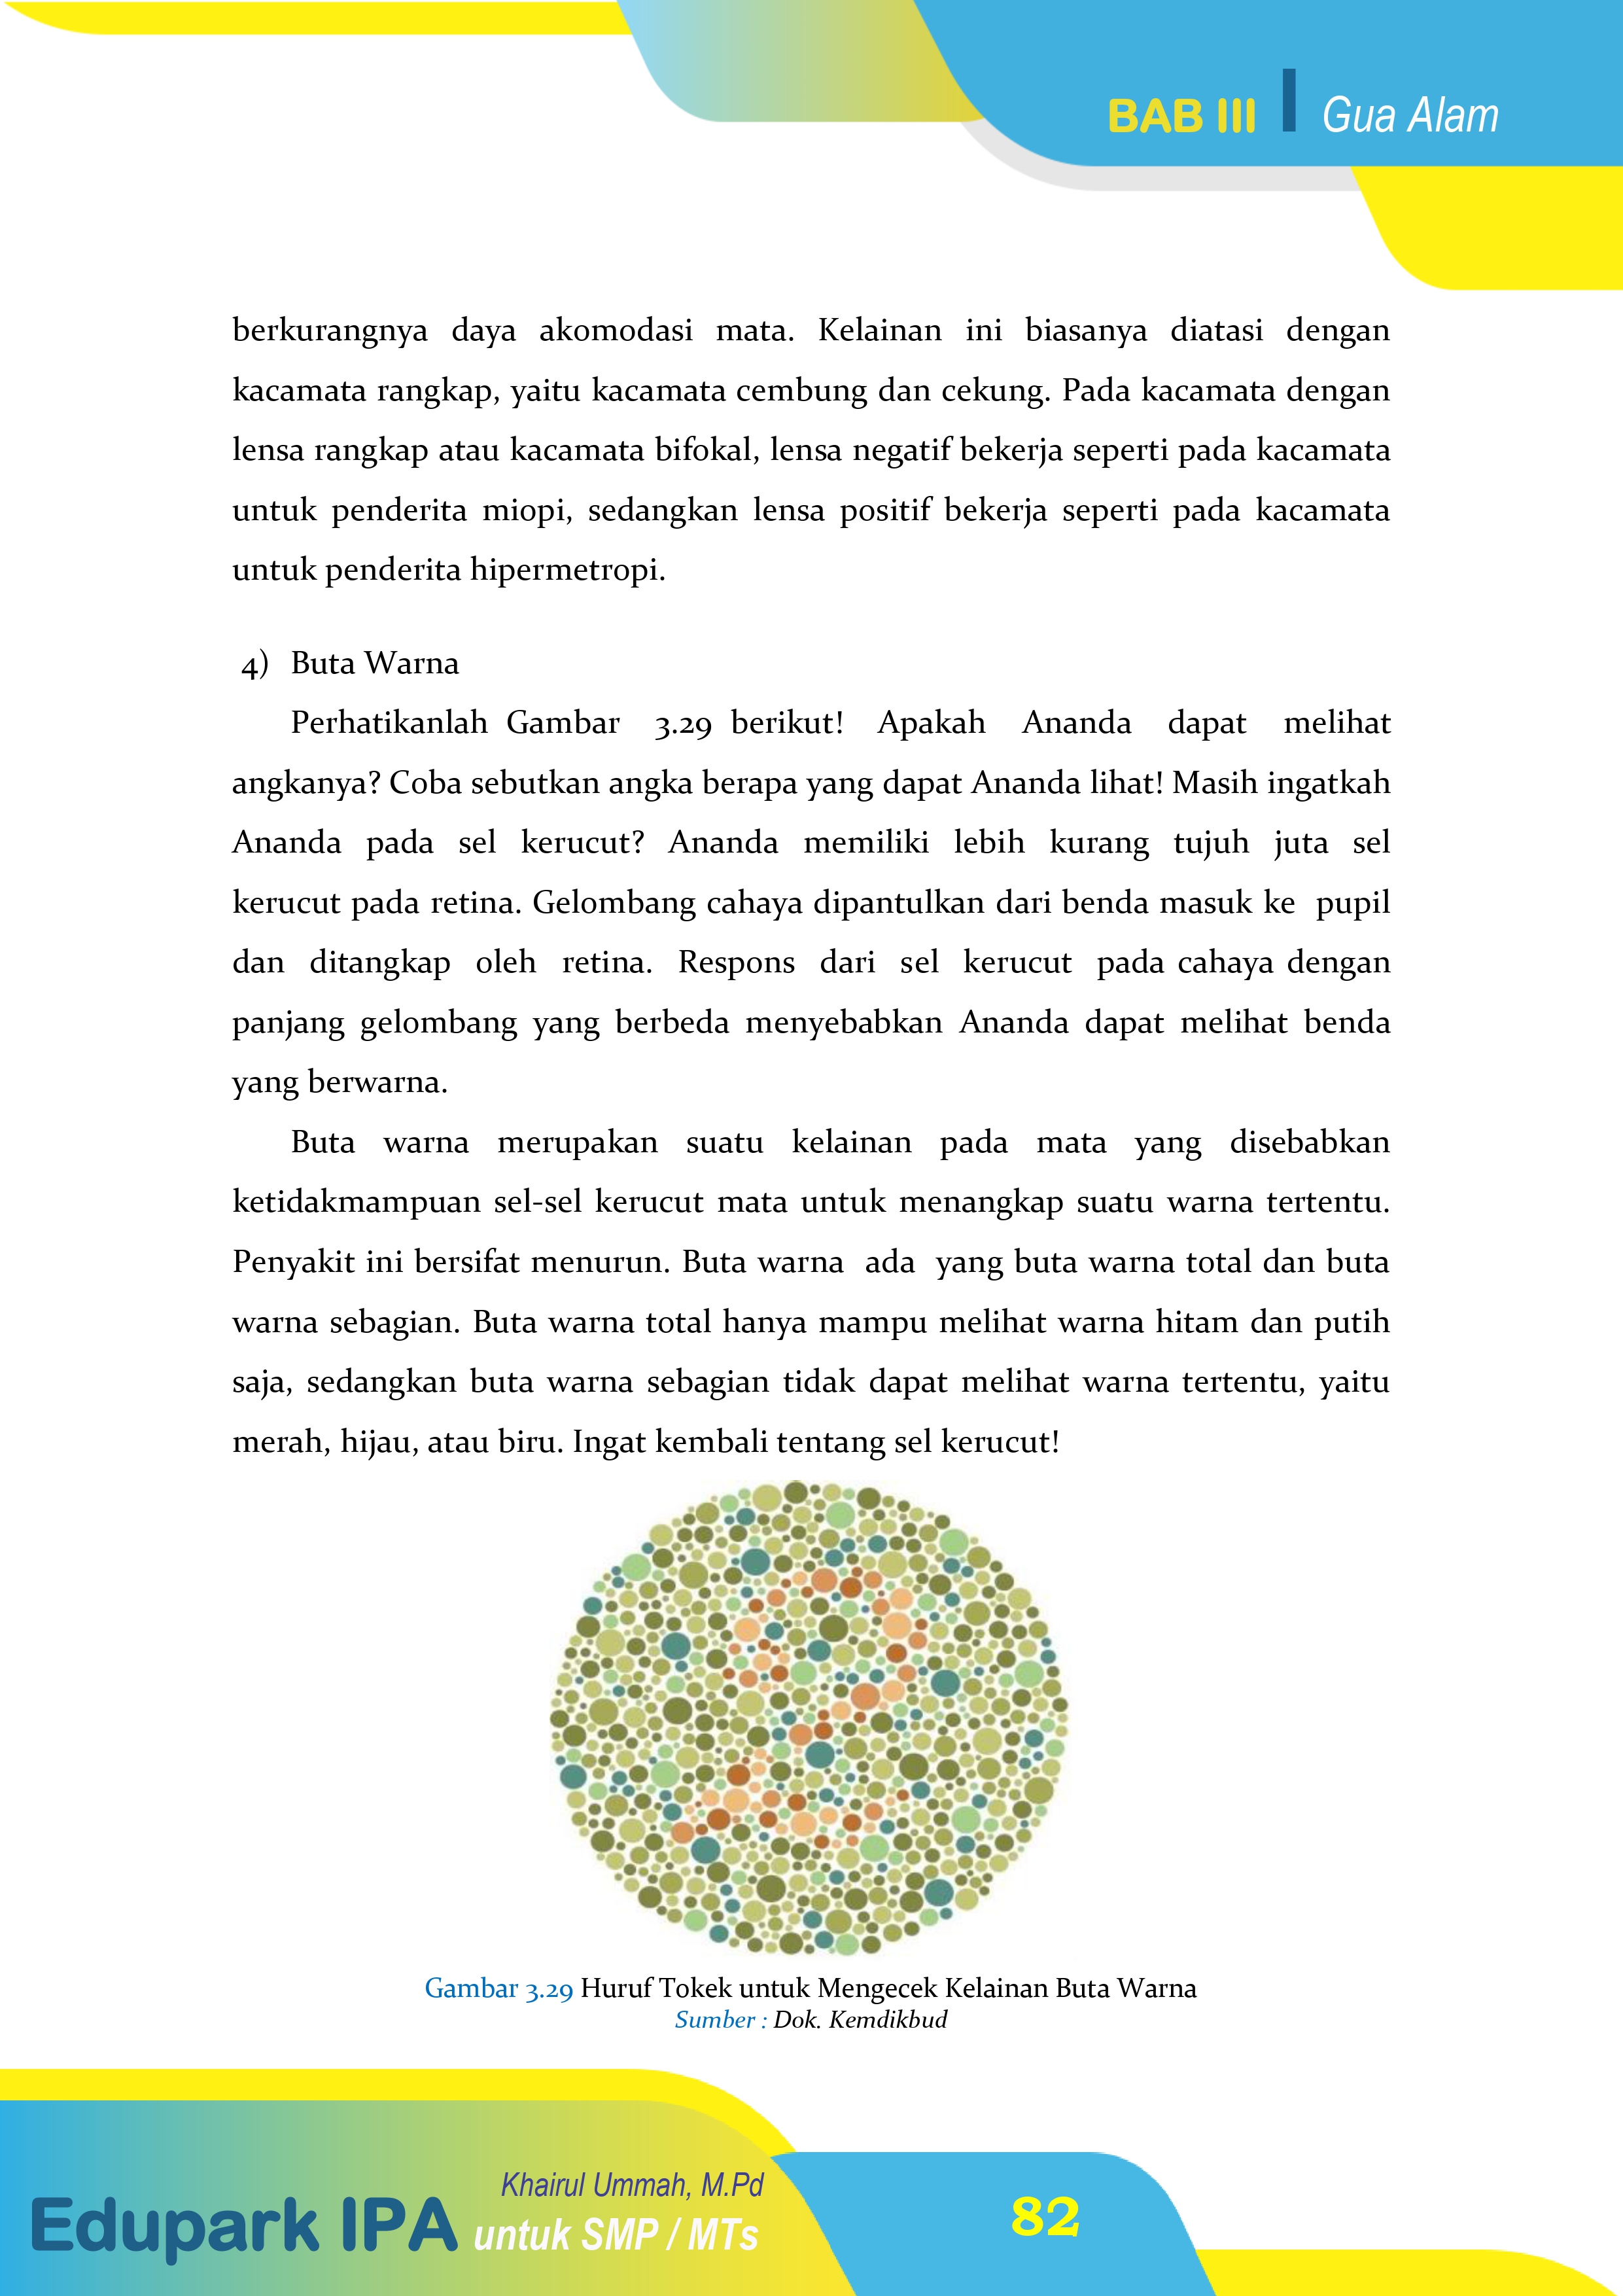 BAB III | Gua Alam
berkurangnya daya akomodasi mata. Kelainan ini biasanya diatasi dengan
kacamata rangkap, yaitu kacamata cembung dan cekung. Pada kacamata dengan
lensa rangkap atau kacamata bifokal, lensa negatif bekerja seperti pada kacamata
untuk penderita miopi, sedangkan lensa positif bekerja seperti pada kacamata
untuk penderita hipermetropi.
4) Buta Warna
Perhatikanlah Gambar 3.29 berikut! Apakah Ananda dapat melihat
angkanya? Coba sebutkan angka berapa yang dapat Ananda lihat! Masih ingatkah
Ananda pada sel kerucut? Ananda memiliki lebih kurang tujuh juta sel
kerucut pada retina. Gelombang cahaya dipantulkan dari benda masuk ke pupil
dan ditangkap oleh retina. Respons dari sel kerucut pada cahaya dengan
panjang gelombang yang berbeda menyebabkan Ananda dapat melihat benda
yang berwarna.
Buta warna merupakan suatu kelainan pada mata yang disebabkan
ketidakmampuan sel-sel kerucut mata untuk menangkap suatu warna tertentu.
Penyakit ini bersifat menurun. Buta warna ada yang buta warna total dan buta
warna sebagian. Buta warna total hanya mampu melihat warna hitam dan putih
saja, sedangkan buta warna sebagian tidak dapat melihat warna tertentu, yaitu
merah, hijau, atau biru. Ingat kembali tentang sel kerucut!
2
Gambar 3.29 Huruf Tokek untuk Mengecek Kelainan Buta Warna
Sumber : Dok. Kemdikbud
Khairul Ummah, M.Pd
Edupark IPA untuk SMP / MTs
82